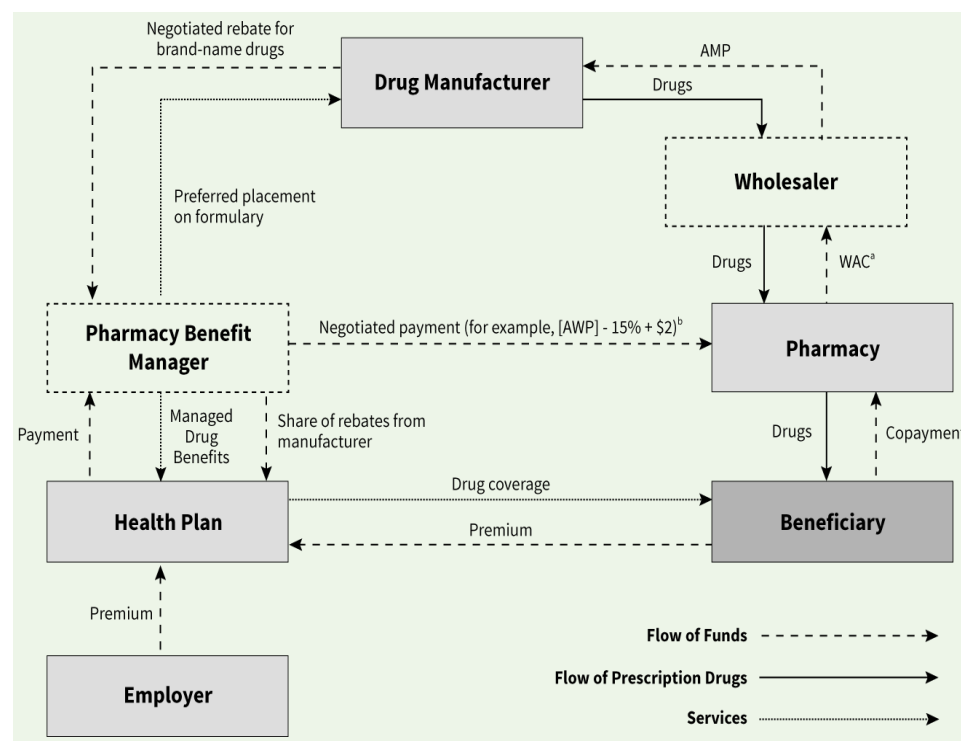 Negotiated rebate for
brand-name drugs
AMP
Drug Manufacturer
Drugs
Wholesaler
Preferred placement
on formulary
Drugs
WACᵃ
Pharmacy Benefit
Manager
Negotiated payment (for example, [AWP] - 15% + $2)ᵇ
Pharmacy
Payment
Managed
Drug
Benefits
Share of rebates from
manufacturer
Drugs
Copayment
Drug coverage
Health Plan
Beneficiary
Premium
Premium
Flow of Funds
Flow of Prescription Drugs
Employer
Services